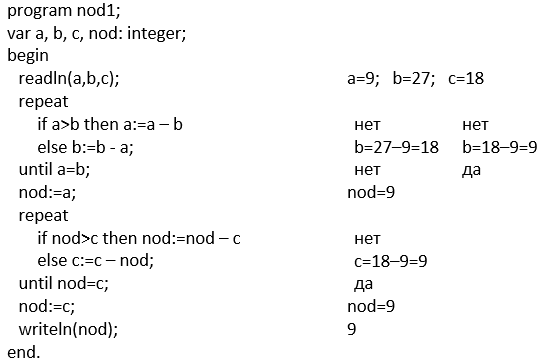 program nod1;
var a, b, c, nod: integer;
begin
readln(a,b,c); a=9; b=27; c=18
repeat
if a>b then a:=a – b нет нет
else b:=b - a; b=27–9=18 b=18–9=9
until a=b; нет да
nod:=a; nod=9
repeat
if nod>c then nod:=nod – c нет
else c:=c – nod; c=18–9=9
until nod=c; да
nod:=c; nod=9
writeln(nod); 9
end.